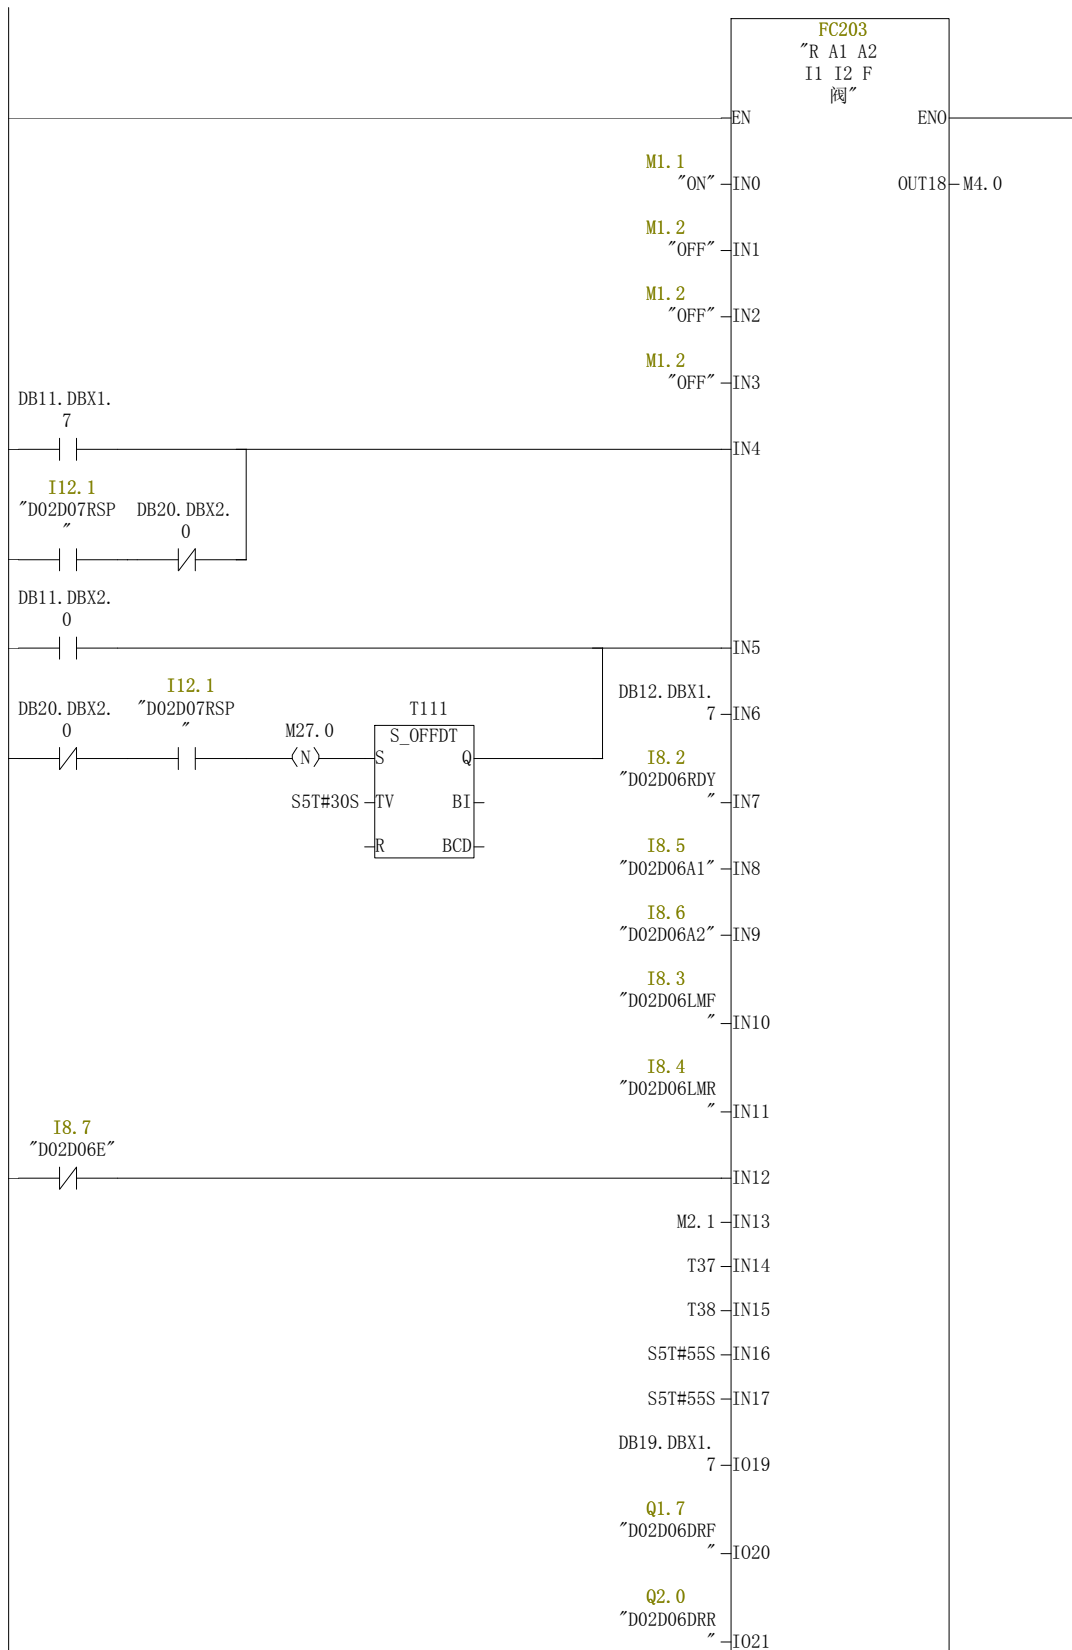 FC203
"R A1 A2
I1 I2 F
阀"
EN
ENO
M1.1
"ON"
IN0
OUT18
M4.0
M1.2
"OFF"
IN1
M1.2
"OFF"
IN2
M1.2
"OFF"
IN3
DB11.DBX1.
7
IN4
I12.1
"D02D07RSP
"
DB20.DBX2.
0
DB11.DBX2.
0
IN5
DB20.DBX2.
0
I12.1
"D02D07RSP
"
M27.0
(N)
T111
S_OFFDT
S
Q
S5T#30S
TV
BI
R
BCD
DB12.DBX1.
7
IN6
I8.2
"D02D06RDY
"
IN7
I8.5
"D02D06A1"
IN8
I8.6
"D02D06A2"
IN9
I8.3
"D02D06LMF
"
IN10
I8.4
"D02D06LMR
"
IN11
I8.7
"D02D06E"
IN12
M2.1
IN13
T37
IN14
T38
IN15
S5T#55S
IN16
S5T#55S
IN17
DB19.DBX1.
7
IO19
Q1.7
"D02D06DRF
"
IO20
Q2.0
"D02D06DRR
"
IO21